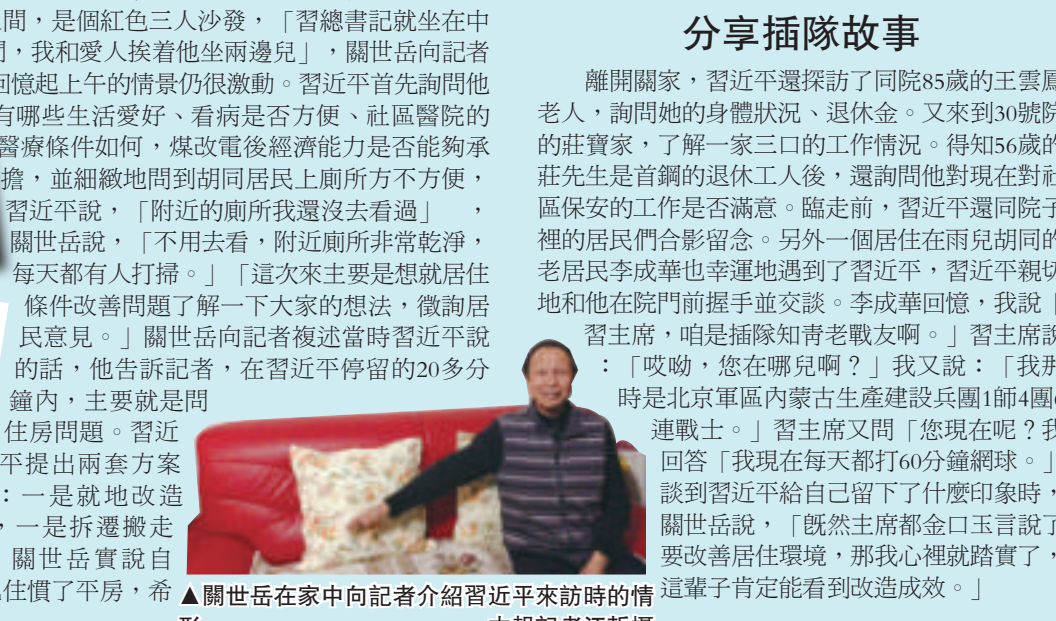 間，是個紅色三人沙發，「習總書記就坐在中
，我和愛人挨着他坐兩邊兒」，關世岳向記者
回憶起上午的情景仍很激動。習近平首先詢問他
有哪些生活愛好、看病是否方便、社區醫院的
醫療條件如何，煤改電後經濟能力是否能夠承
擔，並細緻地問到胡同居民上廁所方不方便，
習近平說，「附近的廁所我還沒去看過」，
關世岳說，「不用去看，附近廁所非常乾淨，
每天都有人打掃。」「這次來主要是想就居住
條件改善問題了解一下大家的想法，徵詢居
民意見。」關世岳向記者複述當時習近平說
的話，他告訴記者，在習近平停留的20多分
鐘內，主要就是問
住房問題。習近
平提出兩套方案
：一是就地改造
，一是拆遷搬走
關世岳實說自
住慣了平房，希
分享插隊故事
離開關家，習近平還探訪了同院85歲的王雲鳳
老人，詢問她的身體狀況、退休金。又來到30號院
的莊寶家，了解一家三口的工作情況。得知56歲的
莊先生是首鋼的退休工人後，還詢問他對現在對社
區保安的工作是否滿意。臨走前，習近平還同院子
裡的居民們合影留念。另外一個居住在雨兒胡同的
老居民李成華也幸運地遇到了習近平，習近平親切
地和他在院門前握手並交談。李成華回憶，我說「
習主席，咱是插隊知青老戰友啊。」習主席說
：「哎呦，您在哪兒啊？」我又說：「我那
時是北京軍區內蒙古生產建設兵團1師4團6
連戰士。」習主席又問「您現在呢？我
回答「我現在每天都打60分鐘網球。」
談到習近平給自己留下了什麼印象時，
關世岳說，「既然主席都金口玉言說了
要改善居住環境，那我心裡就踏實了，
這輩子肯定能看到改造成效。」
▲關世岳在家中向記者介紹習近平來訪時的情